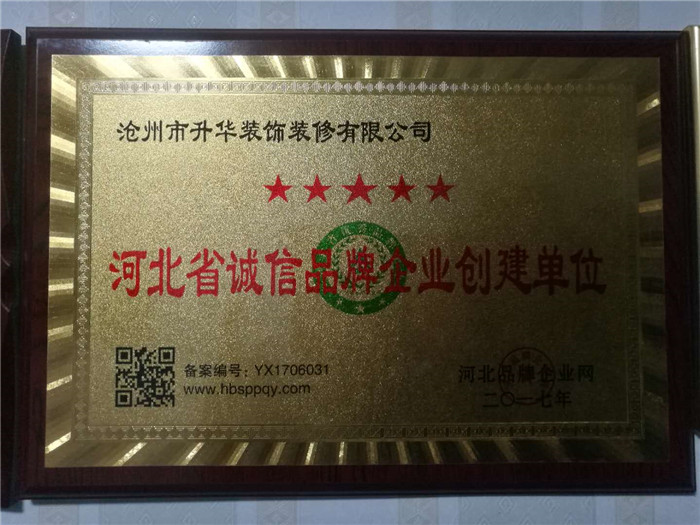 沧州市升华装饰装修有限公司
河北省诚信品牌企业创建单位
备案编号：YX1706031
www.hbsppqy.com
河北品牌企业网
二〇一七年